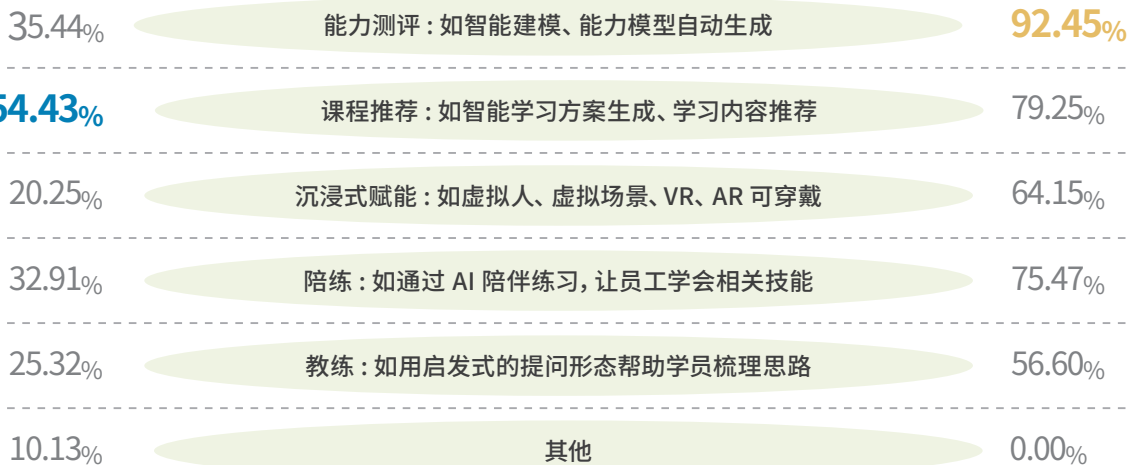 35.44% 能力测评：如智能建模、能力模型自动生成 92.45%
54.43% 课程推荐：如智能学习方案生成、学习内容推荐 79.25%
20.25% 沉浸式赋能：如虚拟人、虚拟场景、VR、AR 可穿戴 64.15%
32.91% 陪练：如通过 AI 陪伴练习，让员工学会相关技能 75.47%
25.32% 教练：如用启发式的提问形态帮助学员梳理思路 56.60%
10.13% 其他 0.00%